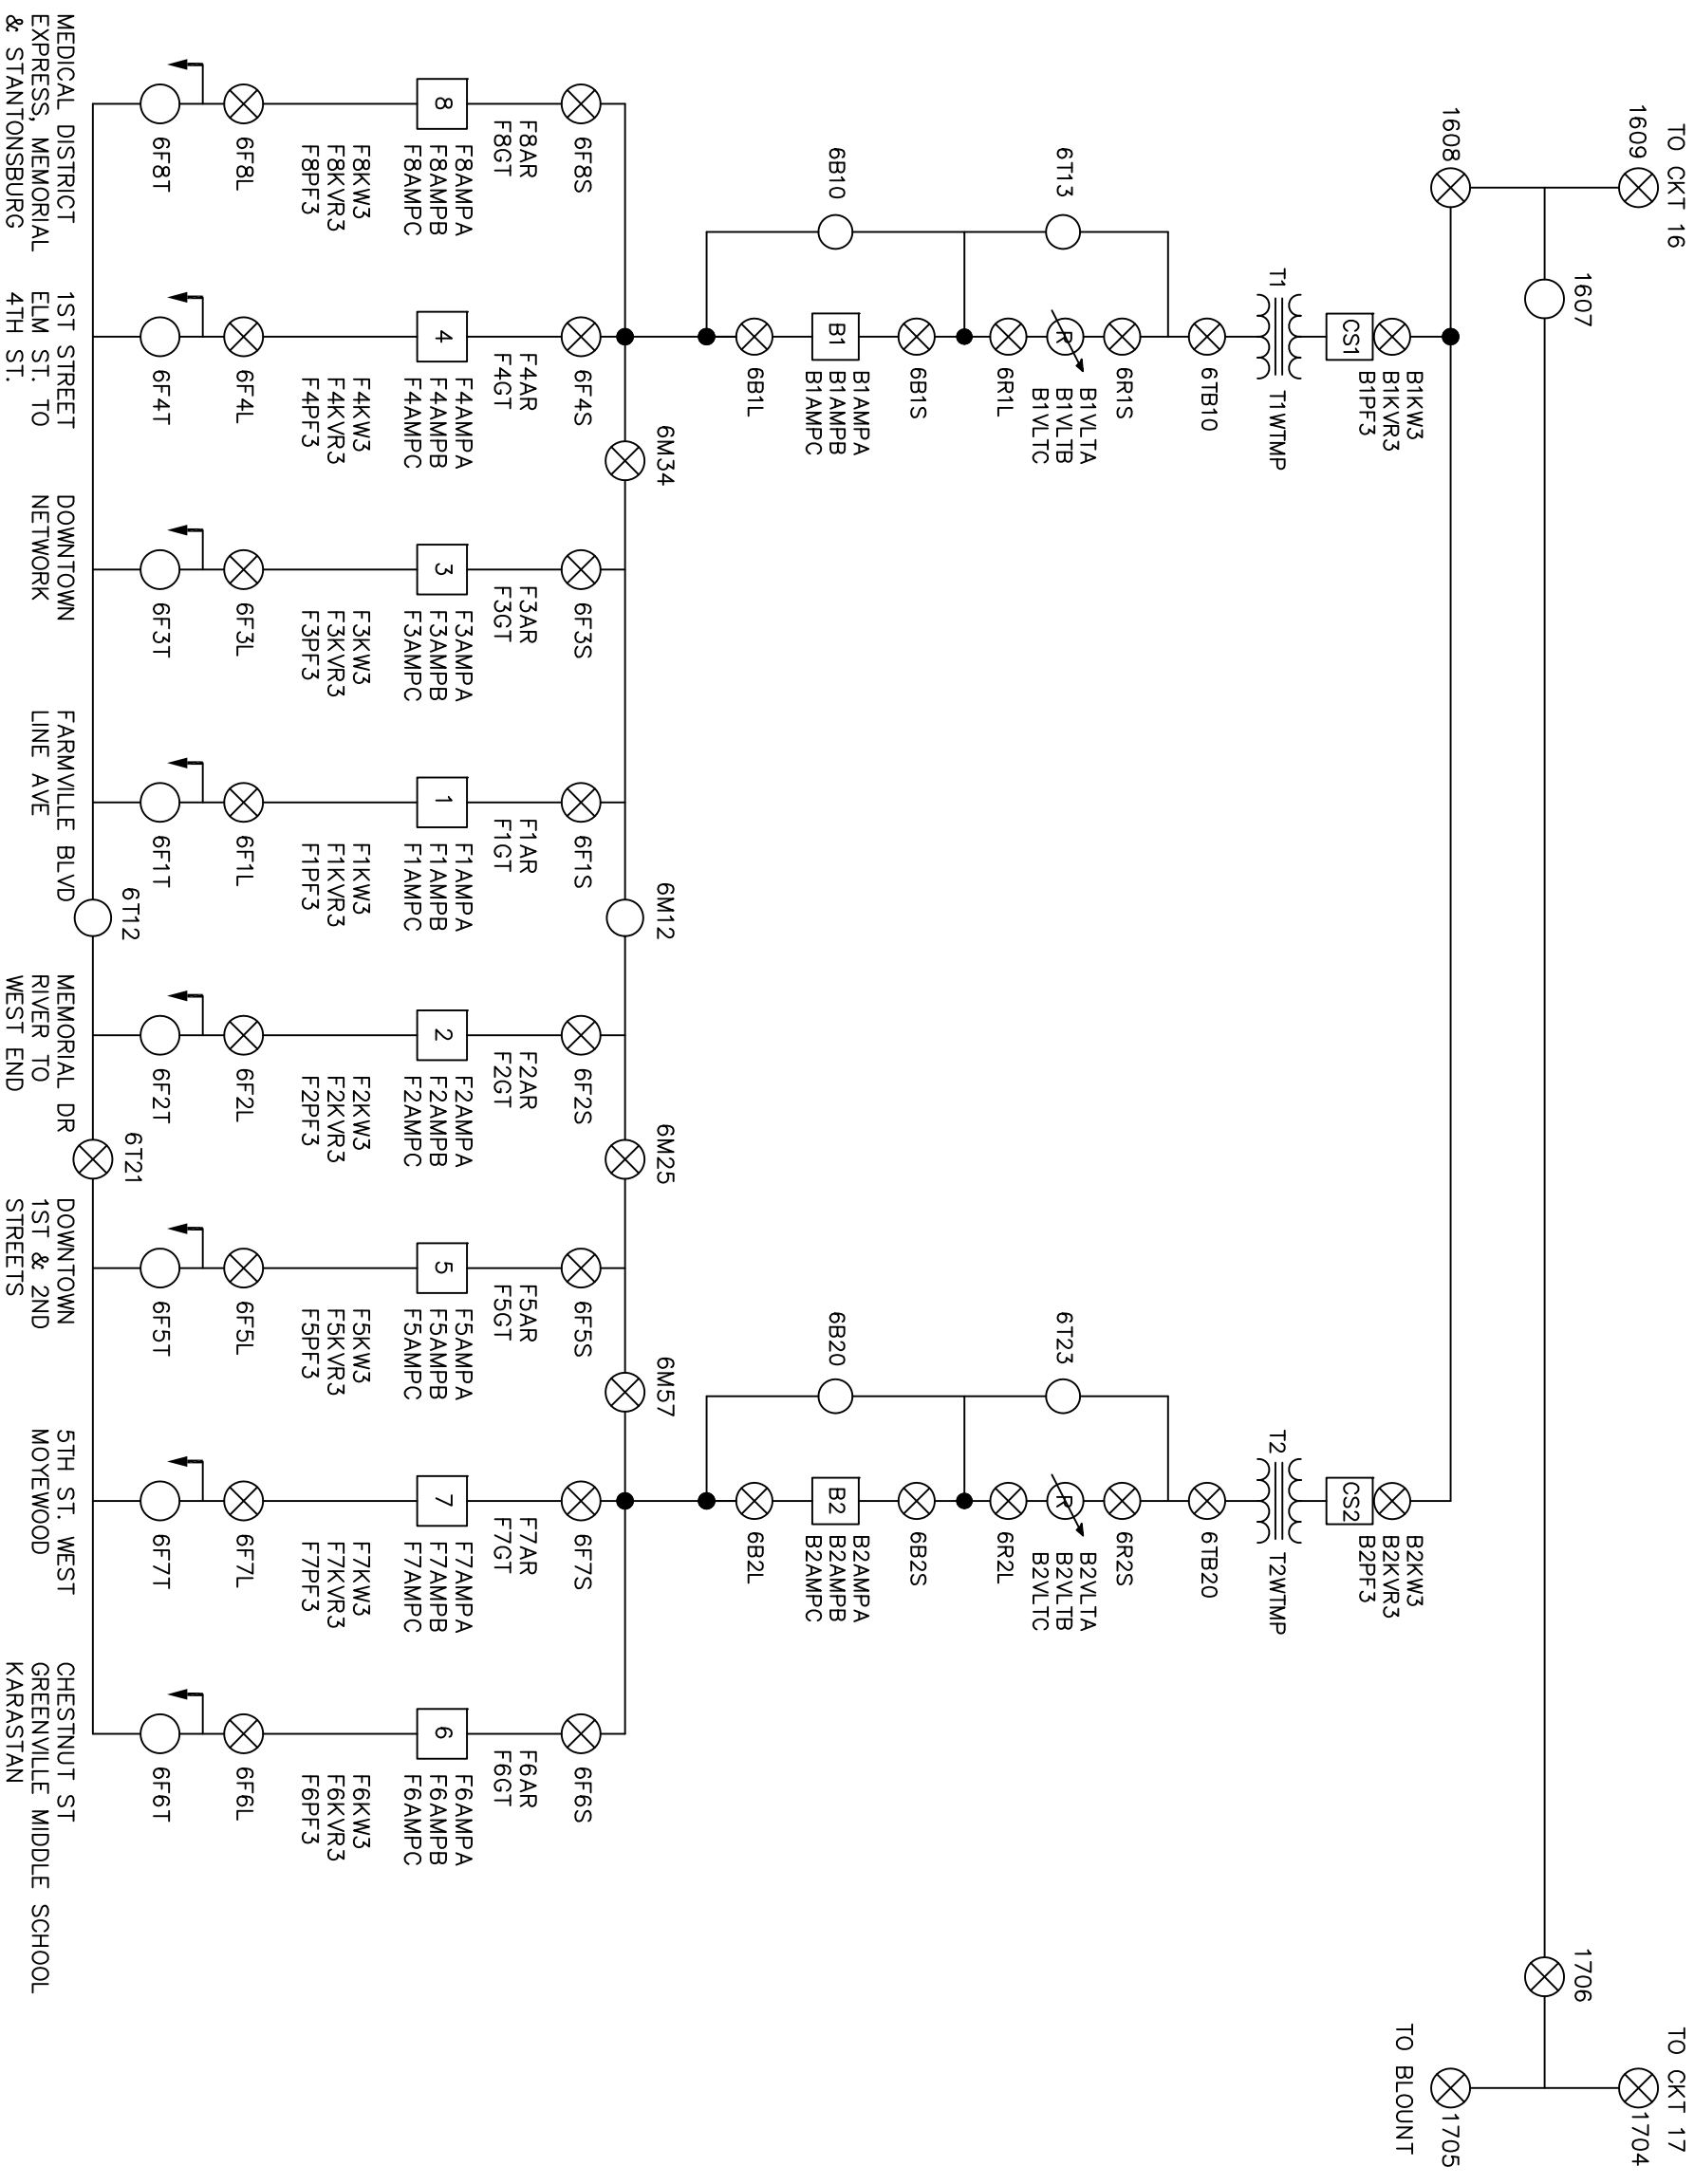 TO CKT 16
1609
1608
1607
1706
TO CKT 17
1704
1705
TO BLOUNT
B1KW3
B1KVR3
B1PF3
CS1
T1
T1WTMP
6TB10
6T13
6R1S
R
B1VLTA
B1VLTB
B1VLTC
6R1L
6B10
6B1S
B1
B1AMPA
B1AMPB
B1AMPC
6B1L
B2KW3
B2KVR3
B2PF3
CS2
T2
T2WTMP
6TB20
6T23
6R2S
R
B2VLTA
B2VLTB
B2VLTC
6R2L
6B20
6B2S
B2
B2AMPA
B2AMPB
B2AMPC
6B2L
6M34
6M12
6M25
6M57
6F8S
F8AR
F8GT
8
F8AMPA
F8AMPB
F8AMPC
F8KW3
F8KVR3
F8PF3
6F8L
6F8T
MEDICAL DISTRICT
EXPRESS, MEMORIAL
& STANTONSBURG
6F4S
F4AR
F4GT
4
F4AMPA
F4AMPB
F4AMPC
F4KW3
F4KVR3
F4PF3
6F4L
6F4T
1ST STREET
ELM ST. TO
4TH ST.
6F3S
F3AR
F3GT
3
F3AMPA
F3AMPB
F3AMPC
F3KW3
F3KVR3
F3PF3
6F3L
6F3T
DOWNTOWN
NETWORK
6F1S
F1AR
F1GT
1
F1AMPA
F1AMPB
F1AMPC
F1KW3
F1KVR3
F1PF3
6F1L
6F1T
FARMVILLE BLVD
LINE AVE
6T12
6F2S
F2AR
F2GT
2
F2AMPA
F2AMPB
F2AMPC
F2KW3
F2KVR3
F2PF3
6F2L
6F2T
MEMORIAL DR
RIVER TO
WEST END
6T21
6F5S
F5AR
F5GT
5
F5AMPA
F5AMPB
F5AMPC
F5KW3
F5KVR3
F5PF3
6F5L
6F5T
DOWNTOWN
1ST & 2ND
STREETS
6F7S
F7AR
F7GT
7
F7AMPA
F7AMPB
F7AMPC
F7KW3
F7KVR3
F7PF3
6F7L
6F7T
5TH ST. WEST
MOYEWOOD
6F6S
F6AR
F6GT
6
F6AMPA
F6AMPB
F6AMPC
F6KW3
F6KVR3
F6PF3
6F6L
6F6T
CHESTNUT ST
GREENVILLE MIDDLE SCHOOL
KARASTAN